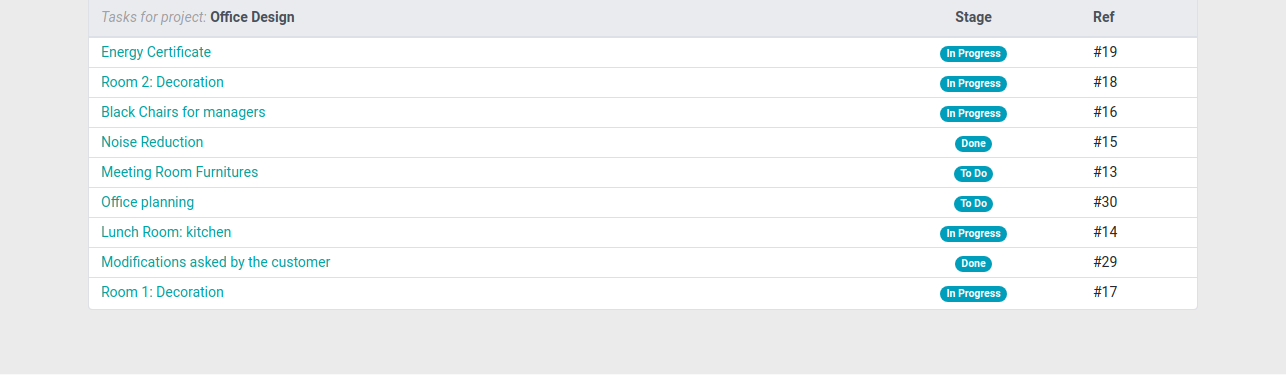 Tasks for project: Office Design Stage Ref
Energy Certificate In Progress #19
Room 2: Decoration In Progress #18
Black Chairs for managers In Progress #16
Noise Reduction Done #15
Meeting Room Furnitures To Do #13
Office planning To Do #30
Lunch Room: kitchen In Progress #14
Modifications asked by the customer Done #29
Room 1: Decoration In Progress #17